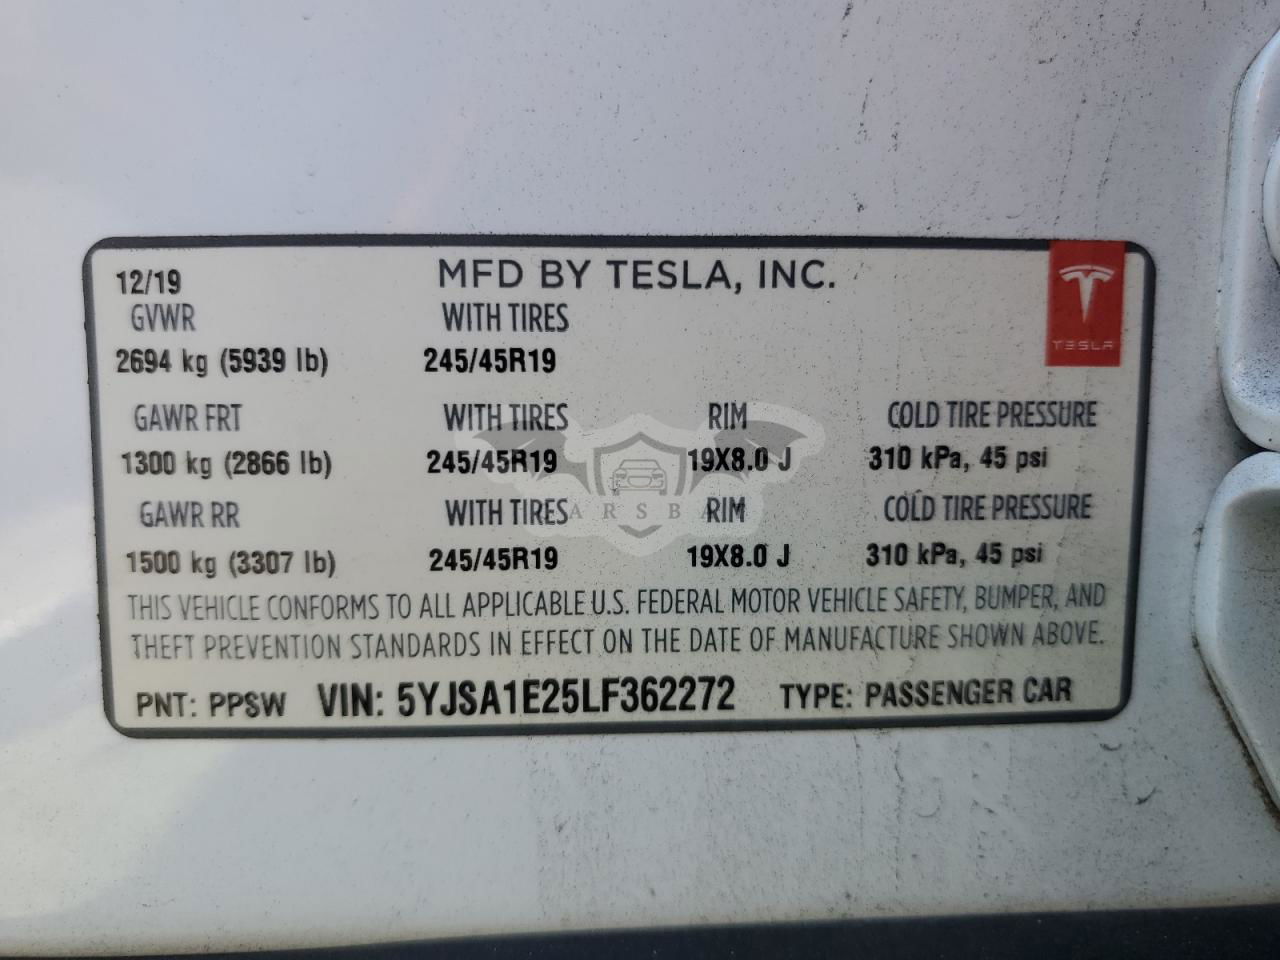 12/19 MFD BY TESLA, INC.
GVWR WITH TIRES
TESLA
2694 kg (5939 lb) 245/45R19
GAWR FRT WITH TIRES RIM COLD TIRE PRESSURE
1300 kg (2866 lb) 245/45R19 19X8.0 J 310 kPa, 45 psi
GAWR RR WITH TIRES RIM COLD TIRE PRESSURE
1500 kg (3307 lb) 245/45R19 19X8.0 J 310 kPa, 45 psi
THIS VEHICLE CONFORMS TO ALL APPLICABLE U.S. FEDERAL MOTOR VEHICLE SAFETY, BUMPER, AND
THEFT PREVENTION STANDARDS IN EFFECT ON THE DATE OF MANUFACTURE SHOWN ABOVE.
PNT: PPSW VIN: 5YJSA1E25LF362272 TYPE: PASSENGER CAR